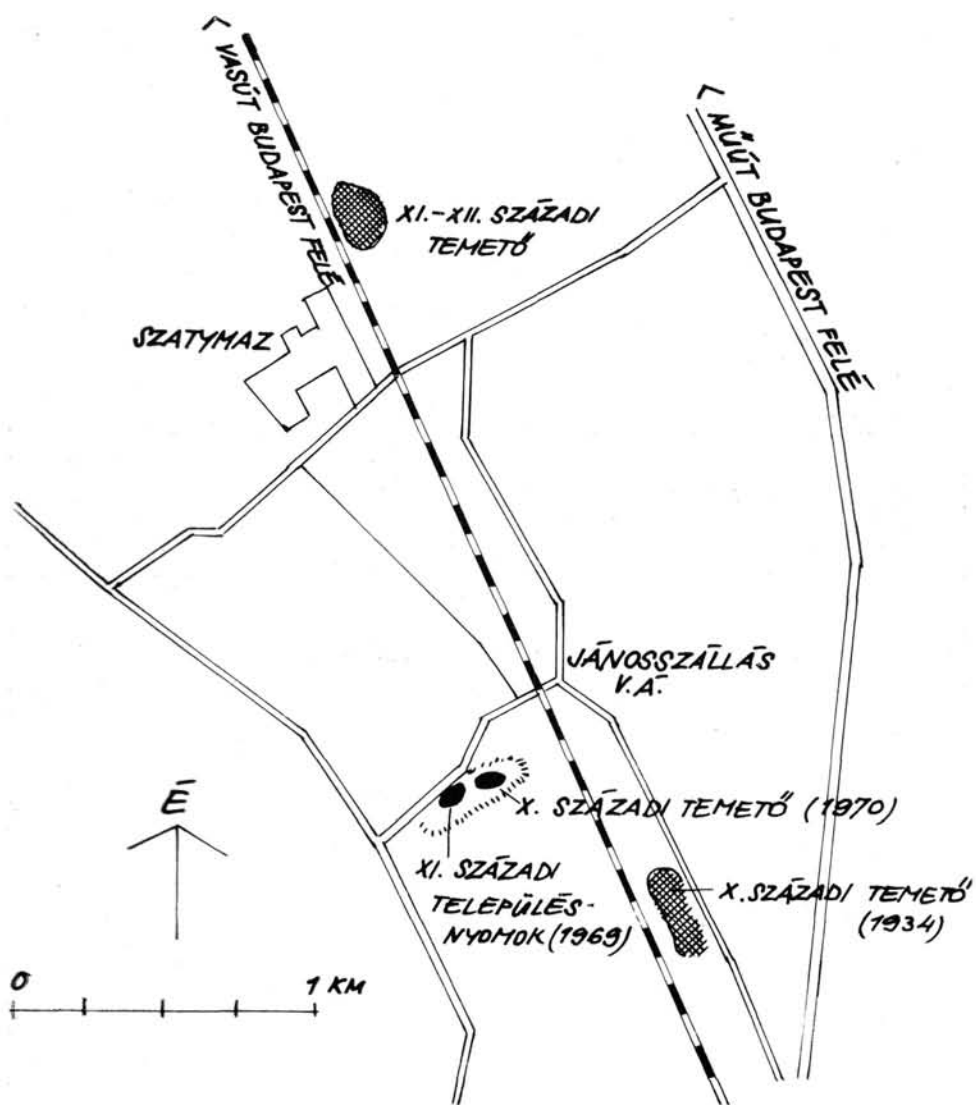 < VASÚT BUDAPEST FELÉ
< MŰÚT BUDAPEST FELÉ
XI.-XII. SZÁZADI
TEMETŐ
SZATYMAZ
JÁNOSSZÁLLÁS
V.Á.
É
X. SZÁZADI TEMETŐ (1970)
XI. SZÁZADI
TELEPÜLÉS-
NYOMOK (1969)
X. SZÁZADI TEMETŐ
(1934)
0 1 KM